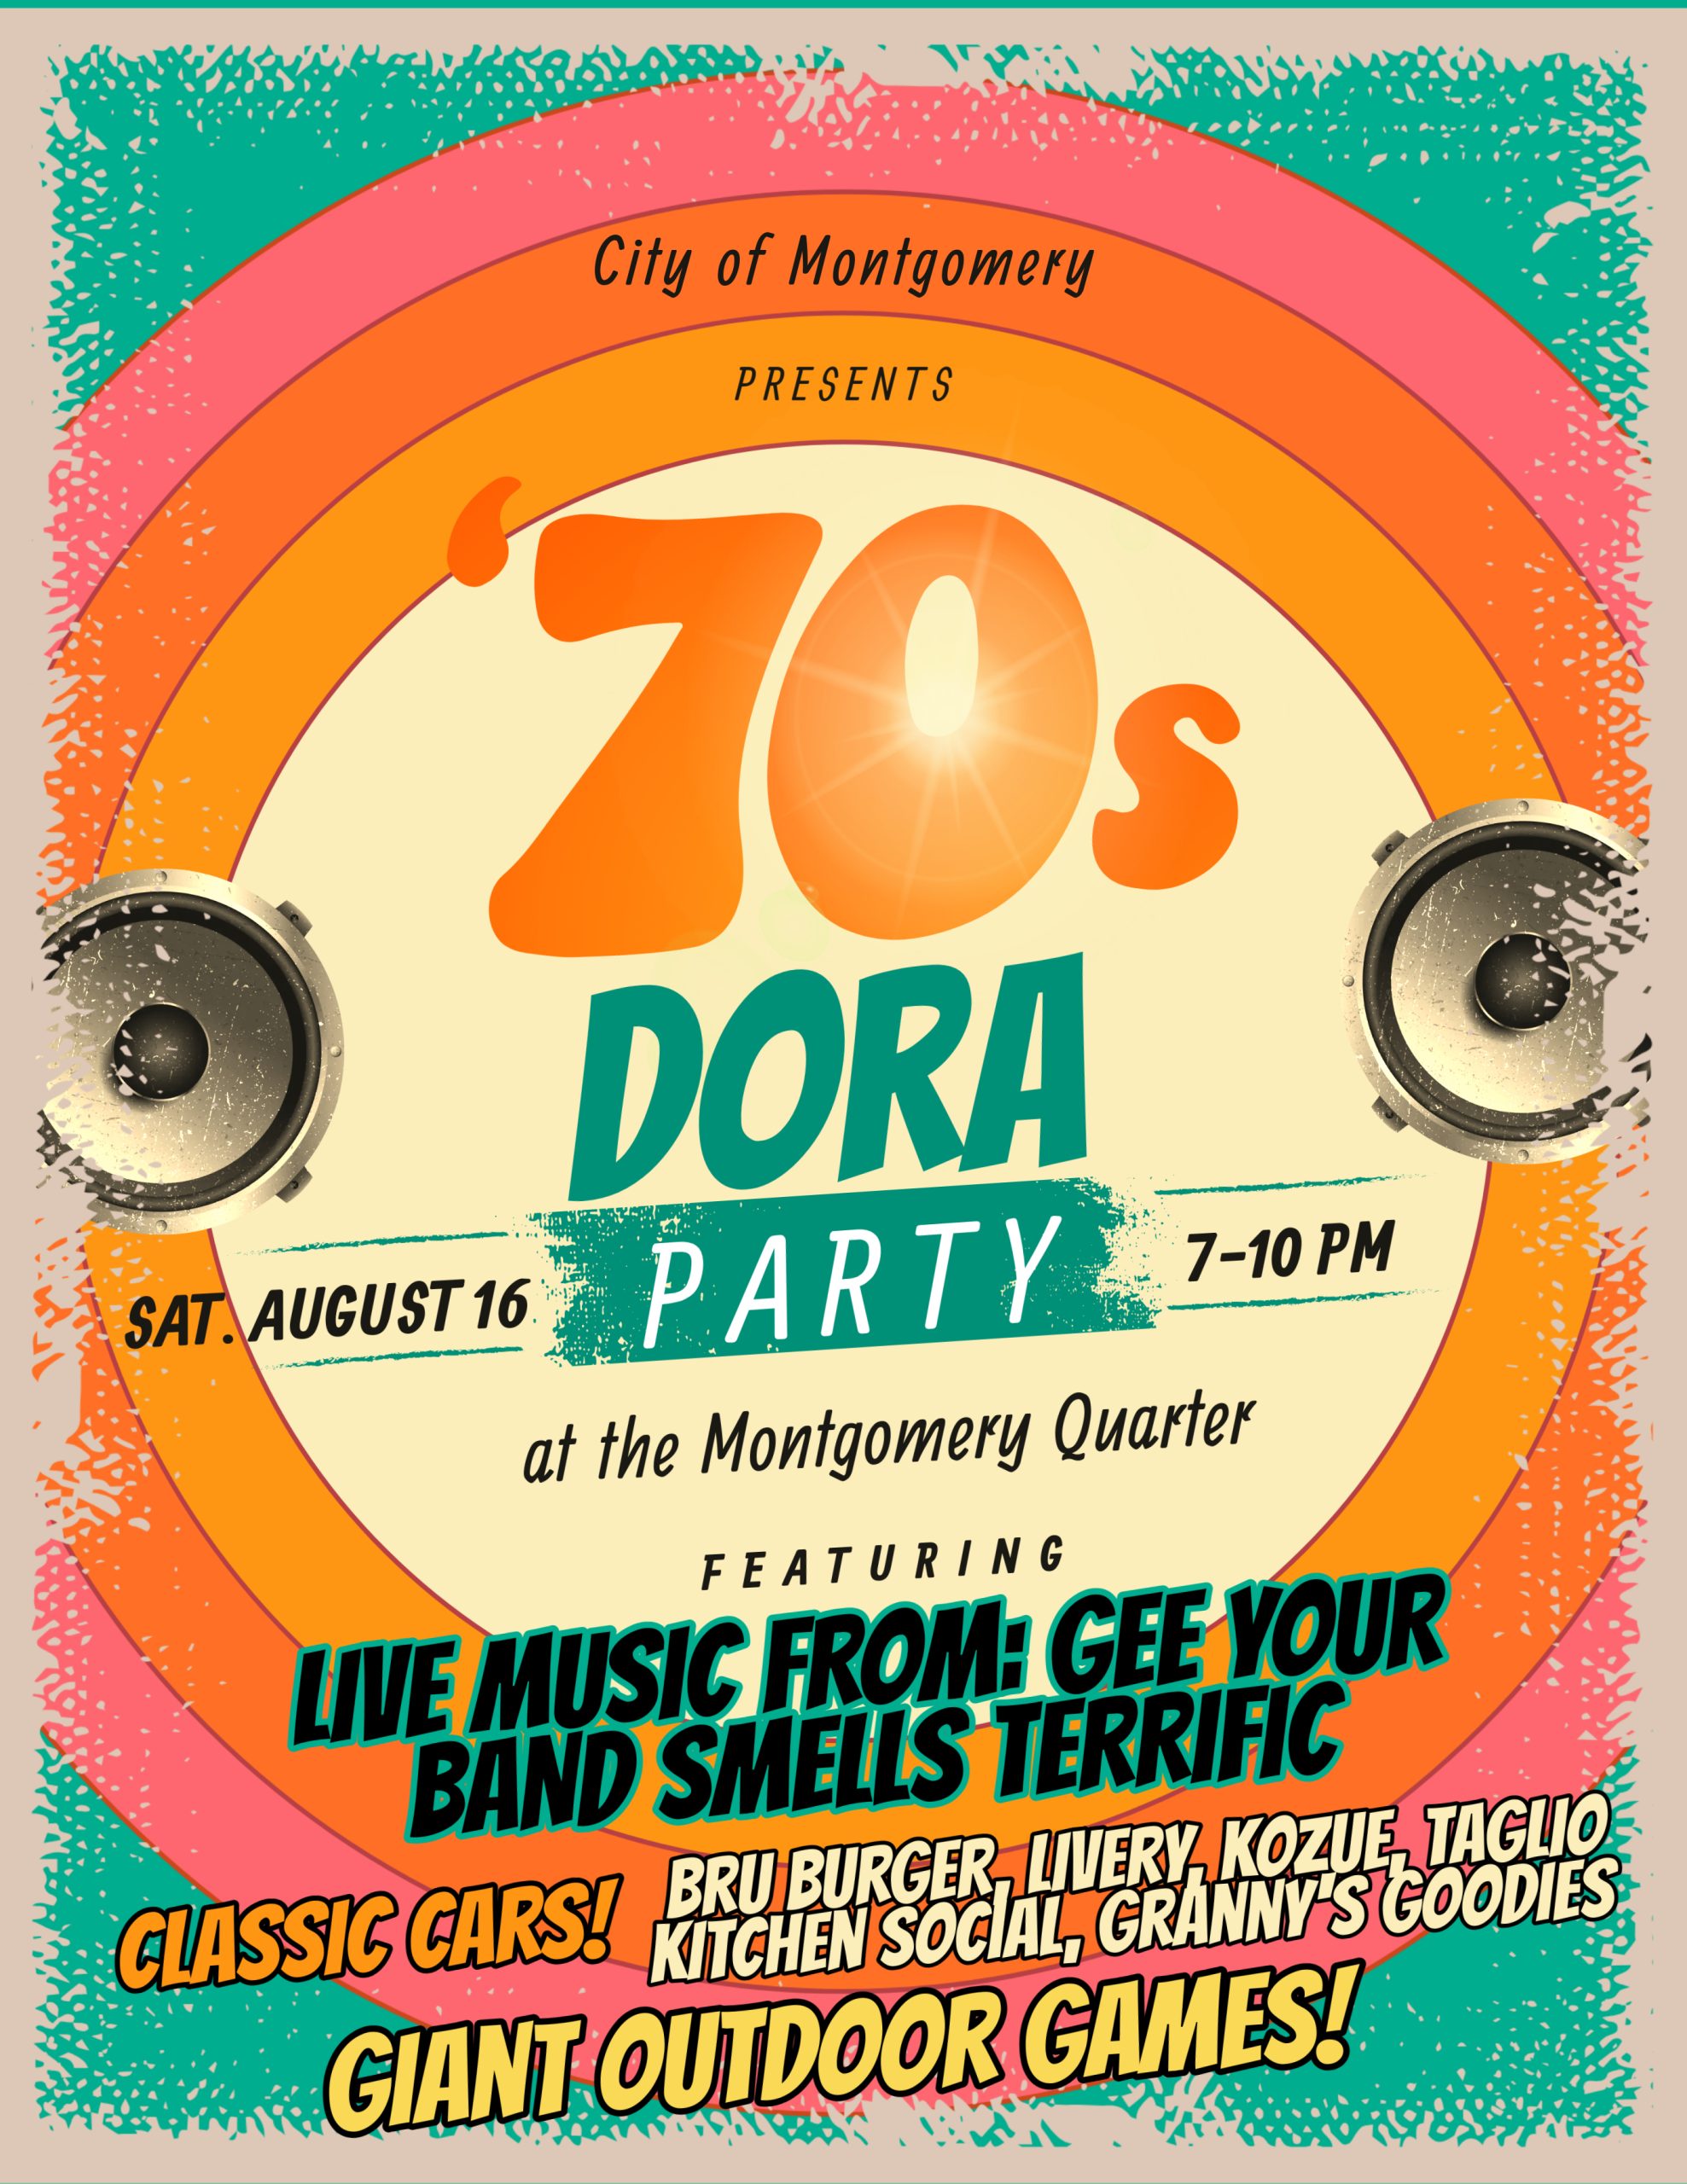 City of Montgomery
PRESENTS
‘70s
DORA
PARTY
SAT. AUGUST 16
7-10 PM
at the Montgomery Quarter
FEATURING
LIVE MUSIC FROM: GEE YOUR
BAND SMELLS TERRIFIC
CLASSIC CARS!
BRU BURGER, LIVERY, KOZUE, TAGLIO
KITCHEN SOCIAL, GRANNY'S GOODIES
GIANT OUTDOOR GAMES!